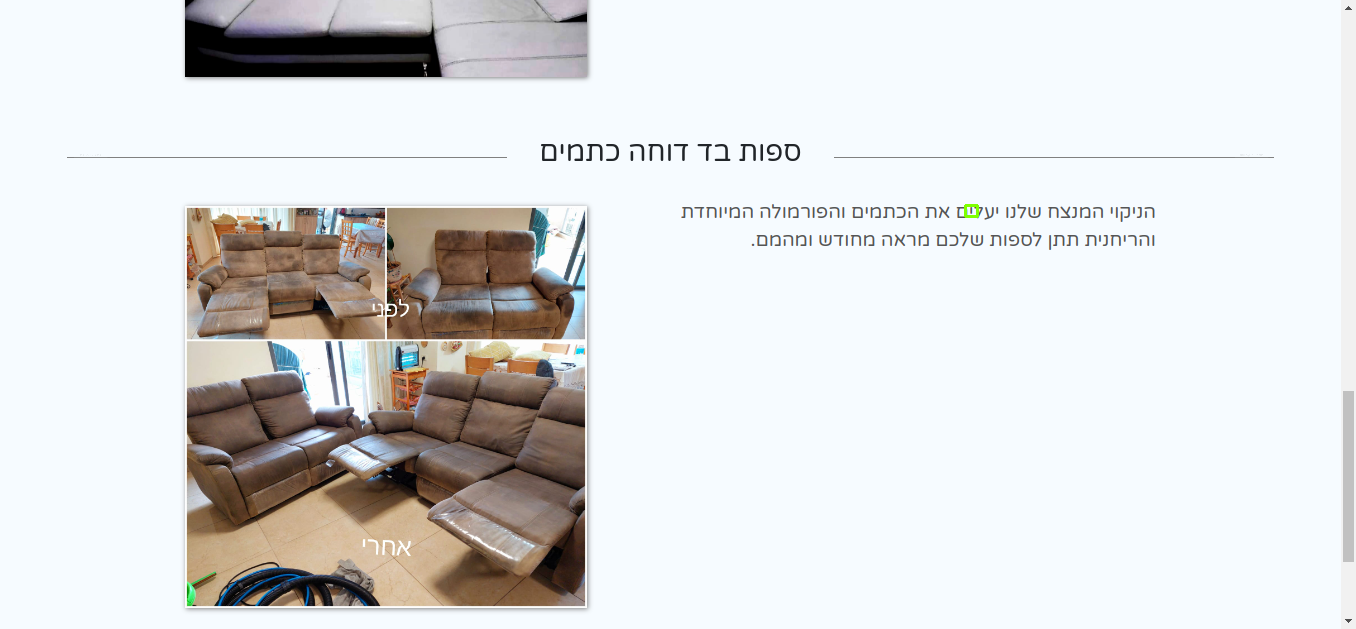 ספות בד דוחה כתמים
הניקוי המנצח שלנו יעלים את הכתמים והפורמולה המיוחדת
והריחנית תתן לספות שלכם מראה מחודש ומהמם.
לפני
אחרי